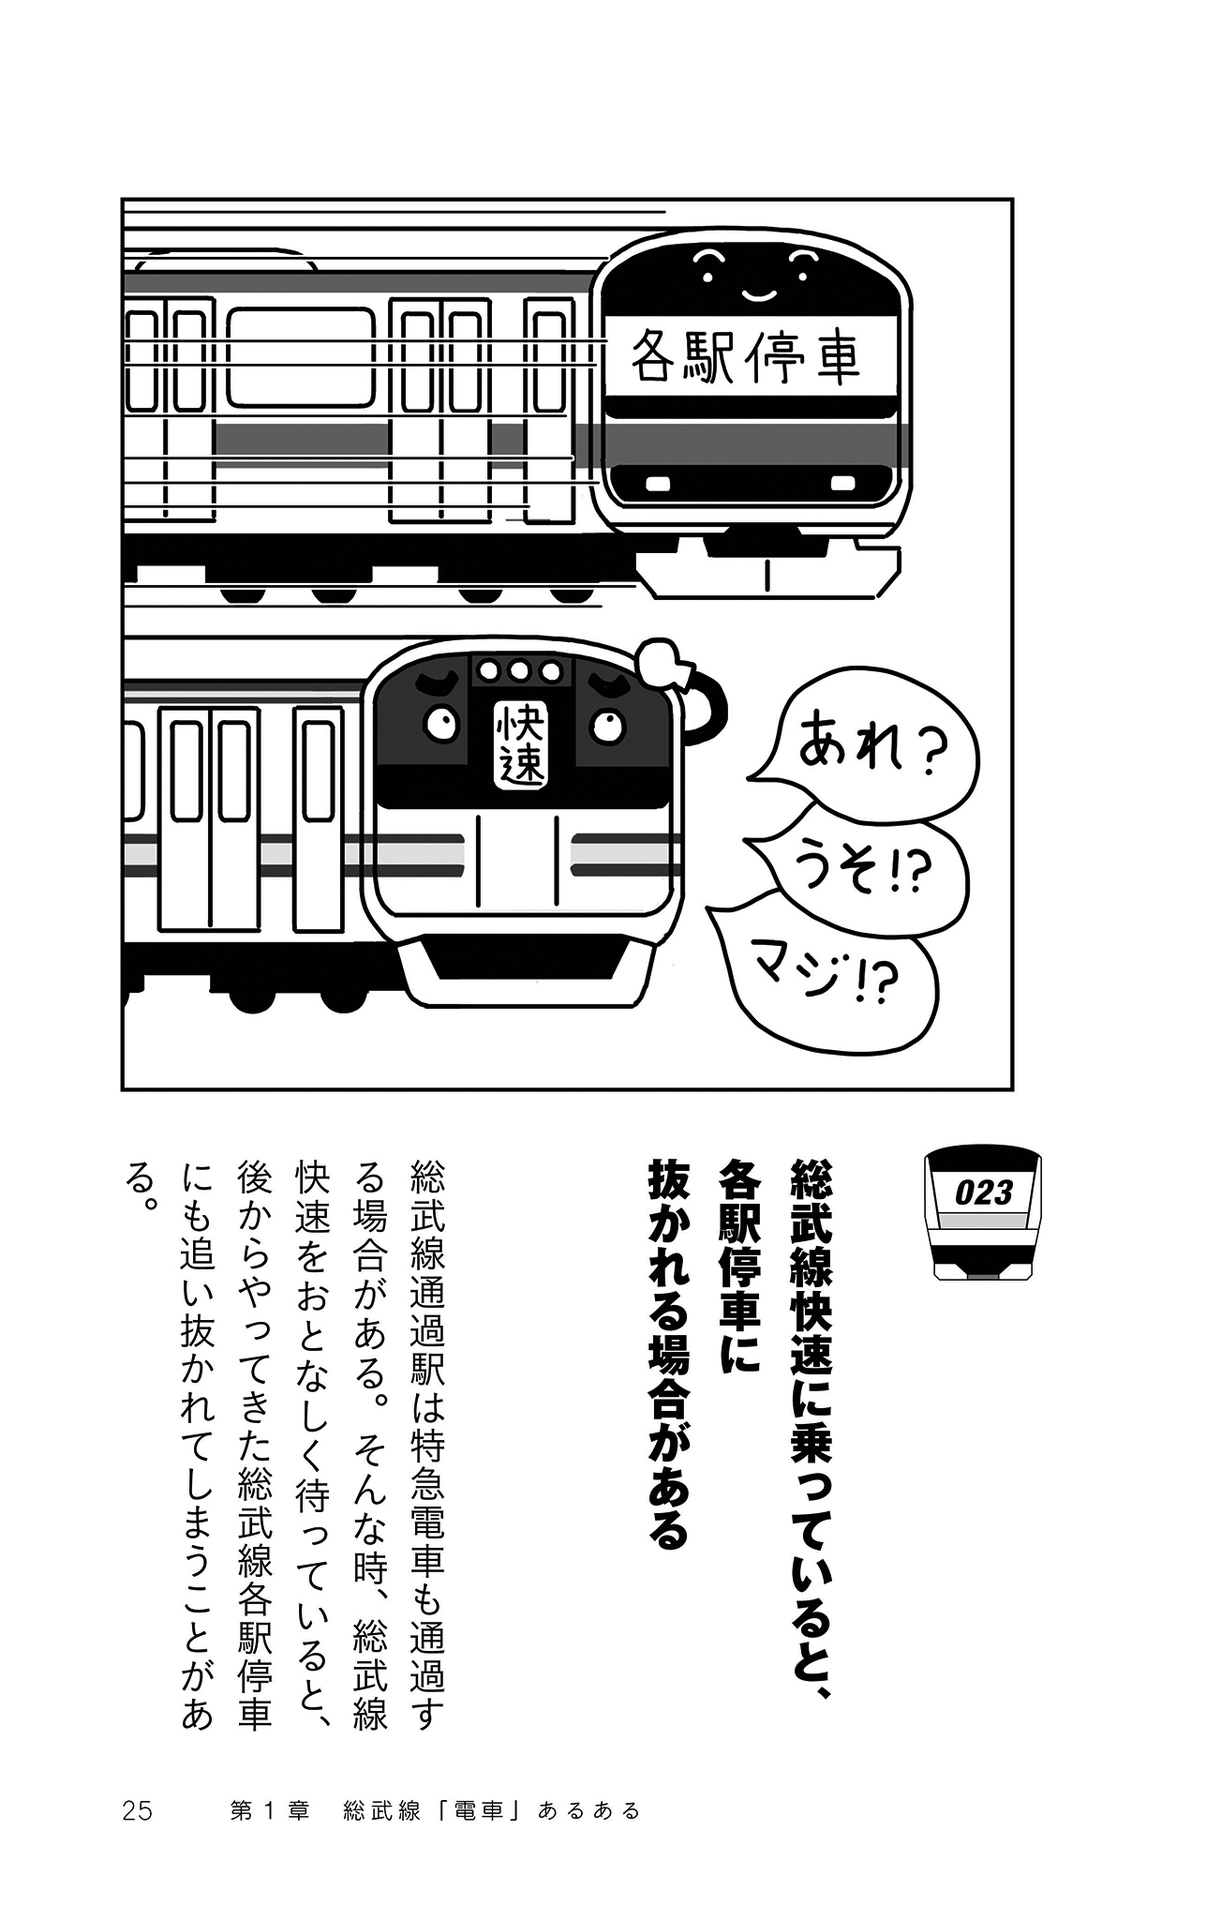 各駅停車
快速
あれ？
うそ!?
マジ!?
023
総武線快速に乗っていると、
各駅停車に
抜かれる場合がある
総武線通過駅は特急電車も通過す
る場合がある。そんな時、総武線
快速をおとなしく待っていると、
後からやってきた総武線各駅停車
にも追い抜かれてしまうことがあ
る。
25 第1章 総武線「電車」あるある